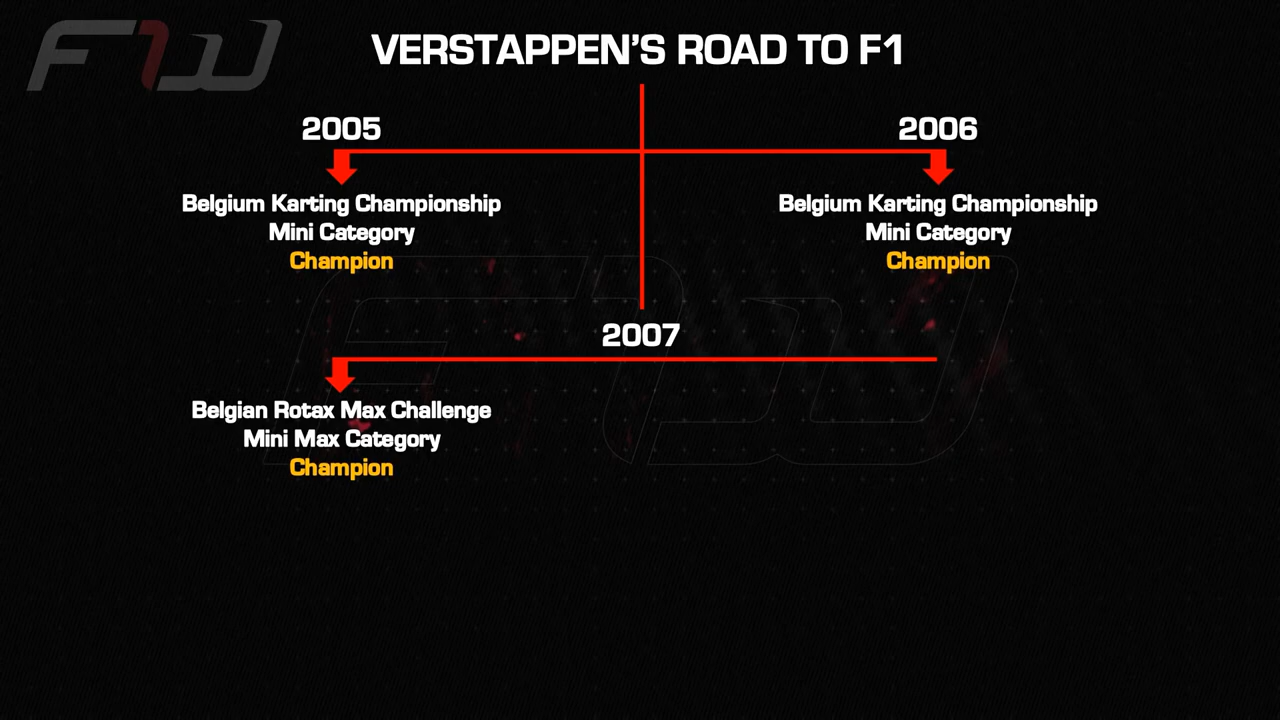 F1W
VERSTAPPEN'S ROAD TO F1
2005
Belgium Karting Championship
Mini Category
Champion
2006
Belgium Karting Championship
Mini Category
Champion
2007
Belgian Rotax Max Challenge
Mini Max Category
Champion